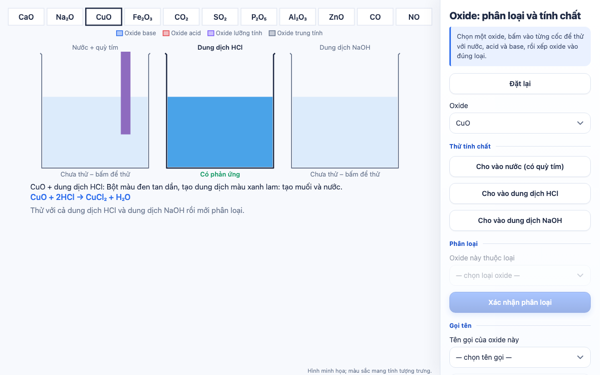 CaO Na₂O CuO Fe₂O₃ CO₂ SO₂ P₂O₅ Al₂O₃ ZnO CO NO
Oxide base Oxide acid Oxide lưỡng tính Oxide trung tính
Nước + quỳ tím Dung dịch HCl Dung dịch NaOH
Chưa thử – bấm để thử Có phản ứng Chưa thử – bấm để thử
CuO + dung dịch HCl: Bột màu đen tan dần, tạo dung dịch màu xanh lam: tạo muối và nước.
CuO + 2HCl → CuCl₂ + H₂O
Thử với cả dung dịch HCl và dung dịch NaOH rồi mới phân loại.
Hình minh họa; màu sắc mang tính tượng trưng.
Oxide: phân loại và tính chất
Chọn một oxide, bấm vào từng cốc để thử
với nước, acid và base, rồi xếp oxide vào
đúng loại.
Đặt lại
Oxide
CuO
Thử tính chất
Cho vào nước (có quỳ tím)
Cho vào dung dịch HCl
Cho vào dung dịch NaOH
Phân loại
Oxide này thuộc loại
— chọn loại oxide —
Xác nhận phân loại
Gọi tên
Tên gọi của oxide này
— chọn tên gọi —